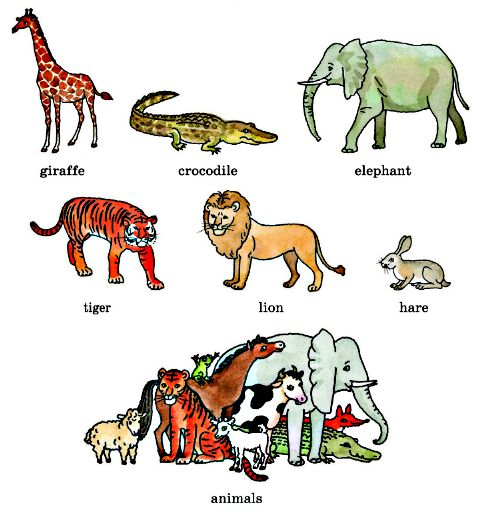 giraffe crocodile elephant
tiger lion hare
animals